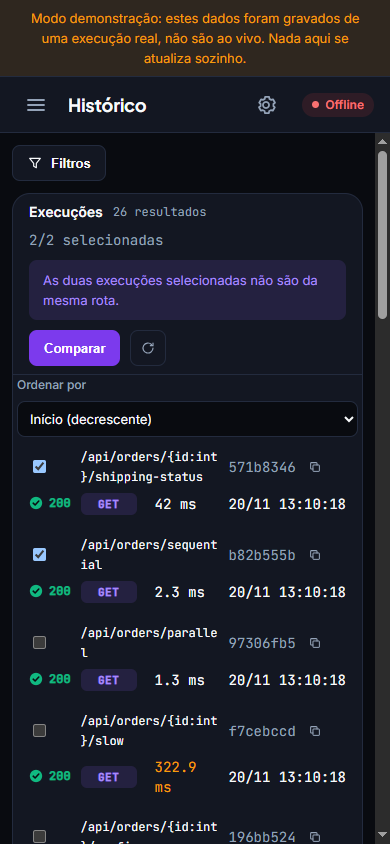 Modo demonstração: estes dados foram gravados de
uma execução real, não são ao vivo. Nada aqui se
atualiza sozinho.
Histórico
Offline
Filtros
Execuções 26 resultados
2/2 selecionadas
As duas execuções selecionadas não são da
mesma rota.
Comparar
Ordenar por
Início (decrescente)
/api/orders/{id:int
}/shipping-status
571b8346
200 GET 42 ms 20/11 13:10:18
/api/orders/sequent
ial
b82b555b
200 GET 2.3 ms 20/11 13:10:18
/api/orders/paralle
l
97306fb5
200 GET 1.3 ms 20/11 13:10:18
/api/orders/{id:int
}/slow
f7cebccd
200 GET 322.9
ms
20/11 13:10:18
/api/orders/{id:int
196bb524